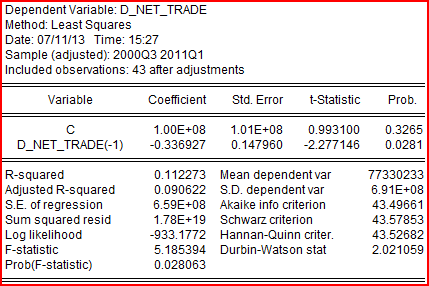 Dependent Variable: D_NET_TRADE
Method: Least Squares
Date: 07/11/13 Time: 15:27
Sample (adjusted): 2000Q3 2011Q1
Included observations: 43 after adjustments
Variable Coefficient Std. Error t-Statistic Prob.
C 1.00E+08 1.01E+08 0.993100 0.3265
D_NET_TRADE(-1) -0.336927 0.147960 -2.277146 0.0281
R-squared 0.112273 Mean dependent var 77330233
Adjusted R-squared 0.090622 S.D. dependent var 6.91E+08
S.E. of regression 6.59E+08 Akaike info criterion 43.49661
Sum squared resid 1.78E+19 Schwarz criterion 43.57853
Log likelihood -933.1772 Hannan-Quinn criter. 43.52682
F-statistic 5.185394 Durbin-Watson stat 2.021059
Prob(F-statistic) 0.028063